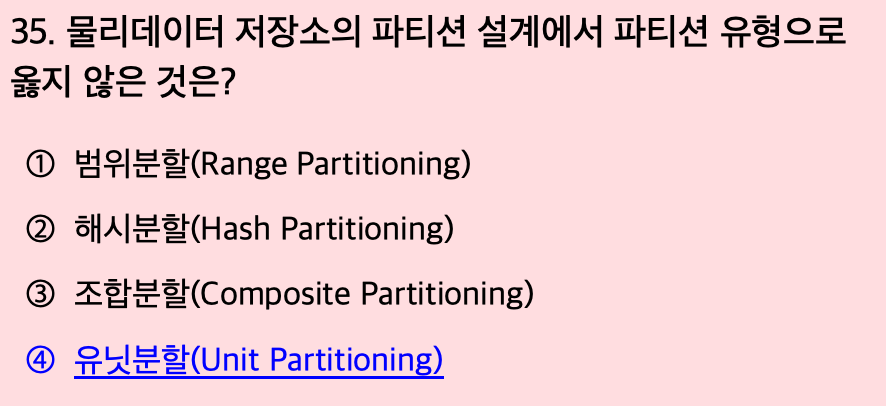 35. 물리데이터 저장소의 파티션 설계에서 파티션 유형으로
옳지 않은 것은?
① 범위분할(Range Partitioning)
② 해시분할(Hash Partitioning)
③ 조합분할(Composite Partitioning)
④ 유닛분할(Unit Partitioning)